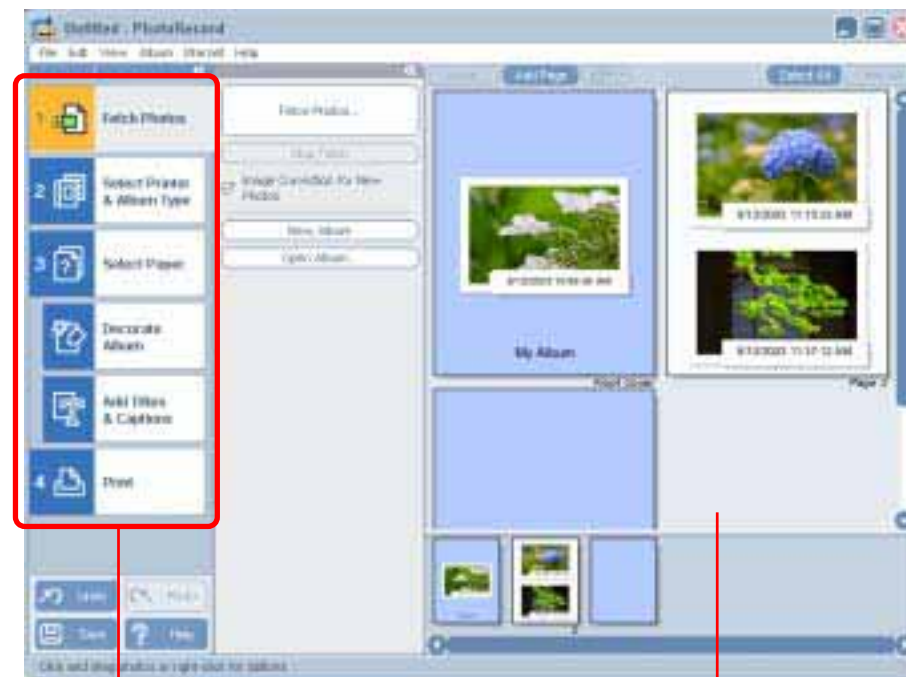 Untitled - PhotoRecord
File Edit View Album Internet Help
Add Page
Select All
1 Fetch Photos
2 Select Printer
& Album Type
3 Select Paper
Decorate
Album
Add Titles
& Captions
4 Print
Fetch Photos...
Stop Fetch
Image Correction for New
Photos
New Album
Open Album...
My Album
Front Cover
Page 2
Undo
Redo
Save
Help
Click and drag photos or right-click for options